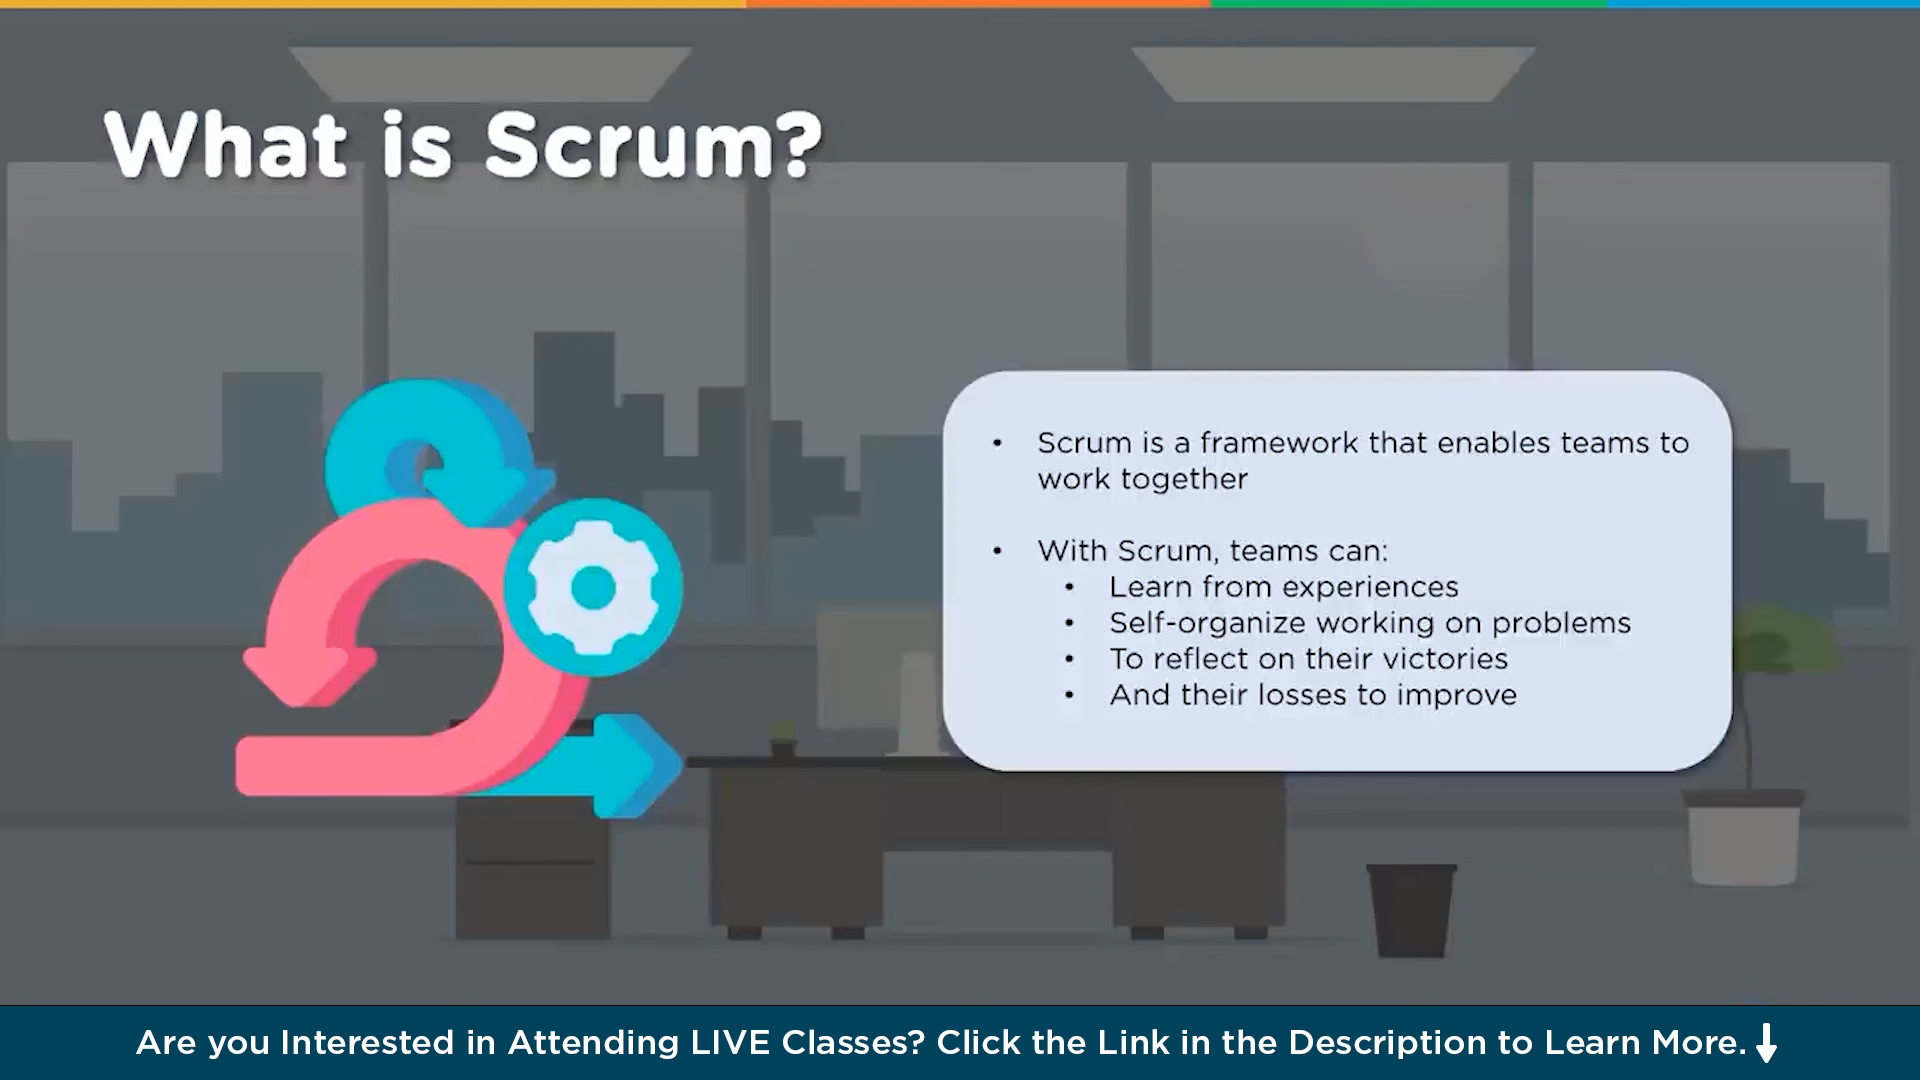 What is Scrum?
• Scrum is a framework that enables teams to
work together
• With Scrum, teams can:
• Learn from experiences
• Self-organize working on problems
• To reflect on their victories
• And their losses to improve
Are you Interested in Attending LIVE Classes? Click the Link in the Description to Learn More.